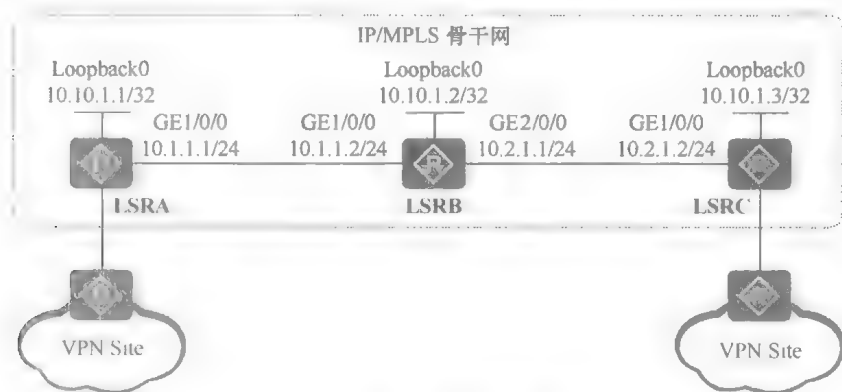 IP/MPLS 骨干网
Loopback0
10.10.1.1/32
Loopback0
10.10.1.2/32
Loopback0
10.10.1.3/32
GE1/0/0
10.1.1.1/24
GE1/0/0
10.1.1.2/24
GE2/0/0
10.2.1.1/24
GE1/0/0
10.2.1.2/24
LSRA
LSRB
LSRC
VPN Site
VPN Site